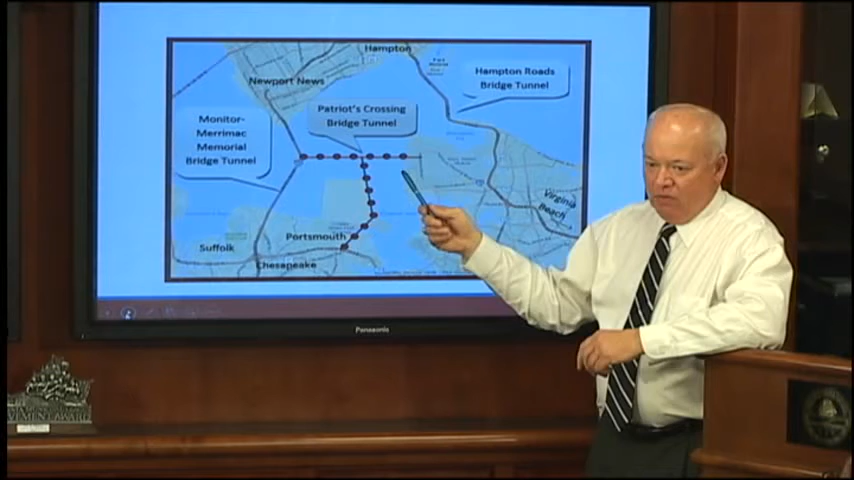 Hampton
Newport News
Hampton Roads
Bridge Tunnel
Patriot's Crossing
Bridge Tunnel
Monitor-
Merrimac
Memorial
Bridge Tunnel
Virginia
Beach
Suffolk
Portsmouth
Chesapeake
Panasonic